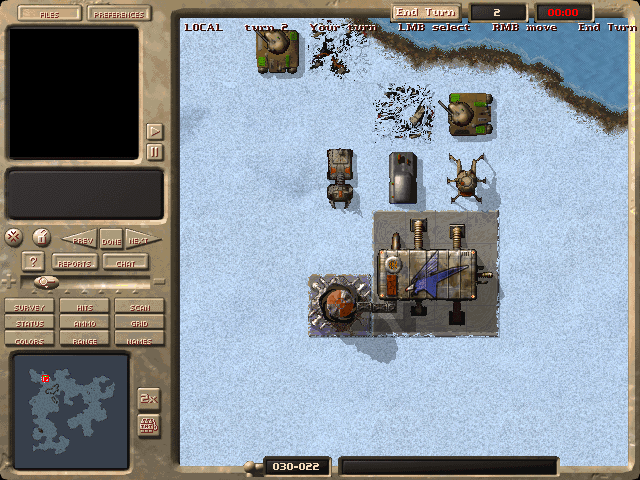 FILES PREFERENCES End Turn 2 00:00
LOCAL turn 2 Your turn LMB select RMB move End Turn
PREV DONE NEXT
? REPORTS CHAT
SURVEY HITS SCAN
STATUS AMMO GRID
COLORS RANGE NAMES
2x
030-022